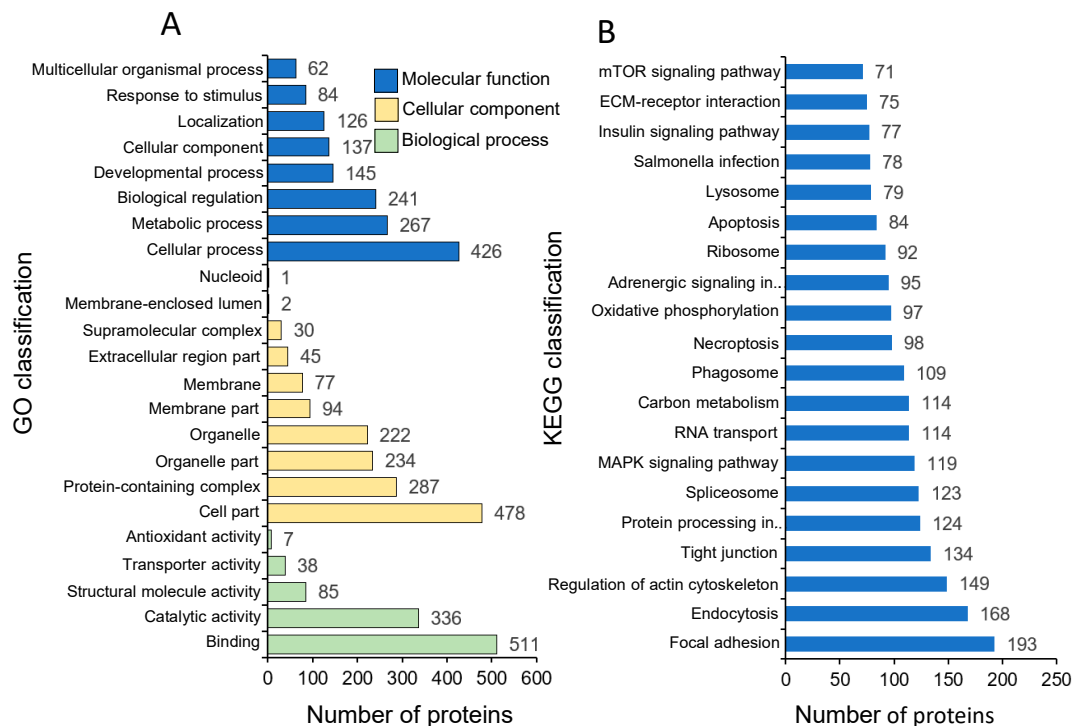 A
GO classification
Multicellular organismal process 62
Response to stimulus 84
Localization 126
Cellular component 137
Developmental process 145
Biological regulation 241
Metabolic process 267
Cellular process 426
Nucleoid 1
Membrane-enclosed lumen 2
Supramolecular complex 30
Extracellular region part 45
Membrane 77
Membrane part 94
Organelle 222
Organelle part 234
Protein-containing complex 287
Cell part 478
Antioxidant activity 7
Transporter activity 38
Structural molecule activity 85
Catalytic activity 336
Binding 511
0 100 200 300 400 500 600
Number of proteins
Molecular function
Cellular component
Biological process
B
KEGG classification
mTOR signaling pathway 71
ECM-receptor interaction 75
Insulin signaling pathway 77
Salmonella infection 78
Lysosome 79
Apoptosis 84
Ribosome 92
Adrenergic signaling in.. 95
Oxidative phosphorylation 97
Necroptosis 98
Phagosome 109
Carbon metabolism 114
RNA transport 114
MAPK signaling pathway 119
Spliceosome 123
Protein processing in.. 124
Tight junction 134
Regulation of actin cytoskeleton 149
Endocytosis 168
Focal adhesion 193
0 50 100 150 200 250
Number of proteins